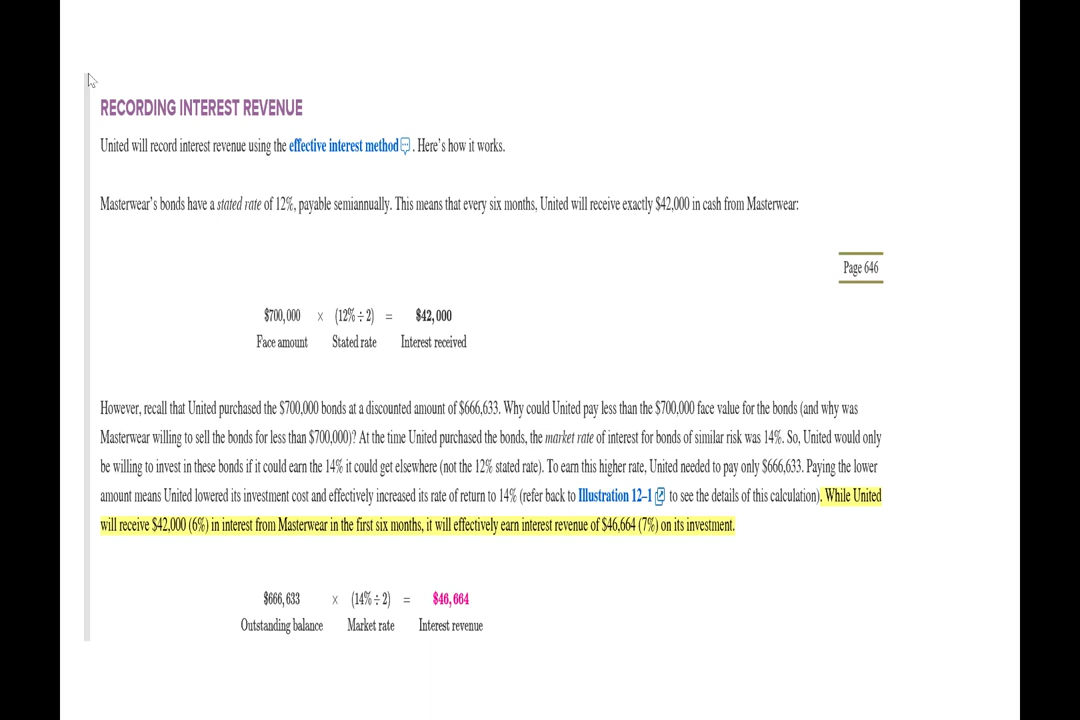 RECORDING INTEREST REVENUE
United will record interest revenue using the effective interest method. Here's how it works.
Masterwear's bonds have a stated rate of 12%, payable semiannually. This means that every six months, United will receive exactly $42,000 in cash from Masterwear:
Page 646
$700,000 × (12% ÷ 2) = $42,000
Face amount Stated rate Interest received
However, recall that United purchased the $700,000 bonds at a discounted amount of $666,633. Why could United pay less than the $700,000 face value for the bonds (and why was
Masterwear willing to sell the bonds for less than $700,000)? At the time United purchased the bonds, the market rate of interest for bonds of similar risk was 14%. So, United would only
be willing to invest in these bonds if it could earn the 14% it could get elsewhere (not the 12% stated rate). To earn this higher rate, United needed to pay only $666,633. Paying the lower
amount means United lowered its investment cost and effectively increased its rate of return to 14% (refer back to Illustration 12–1 to see the details of this calculation). While United
will receive $42,000 (6%) in interest from Masterwear in the first six months, it will effectively earn interest revenue of $46,664 (7%) on its investment.
$666,633 × (14% ÷ 2) = $46,664
Outstanding balance Market rate Interest revenue